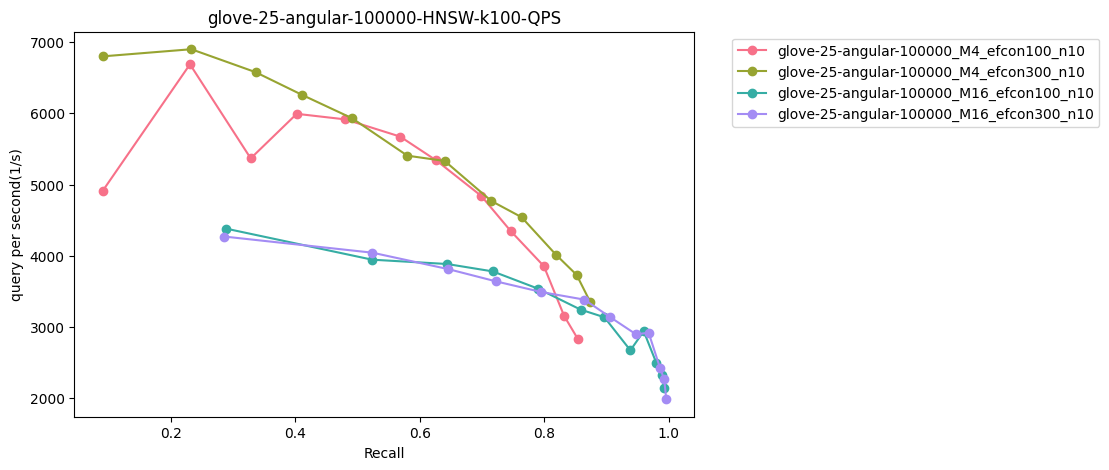 glove-25-angular-100000-HNSW-k100-QPS
7000
6000
5000
4000
3000
2000
query per second(1/s)
0.2 0.4 0.6 0.8 1.0
Recall
glove-25-angular-100000_M4_efcon100_n10
glove-25-angular-100000_M4_efcon300_n10
glove-25-angular-100000_M16_efcon100_n10
glove-25-angular-100000_M16_efcon300_n10